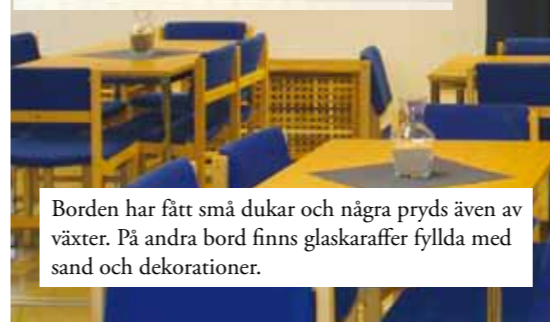 Borden har fått små dukar och några pryds även av
växter. På andra bord finns glaskaraffer fyllda med
sand och dekorationer.